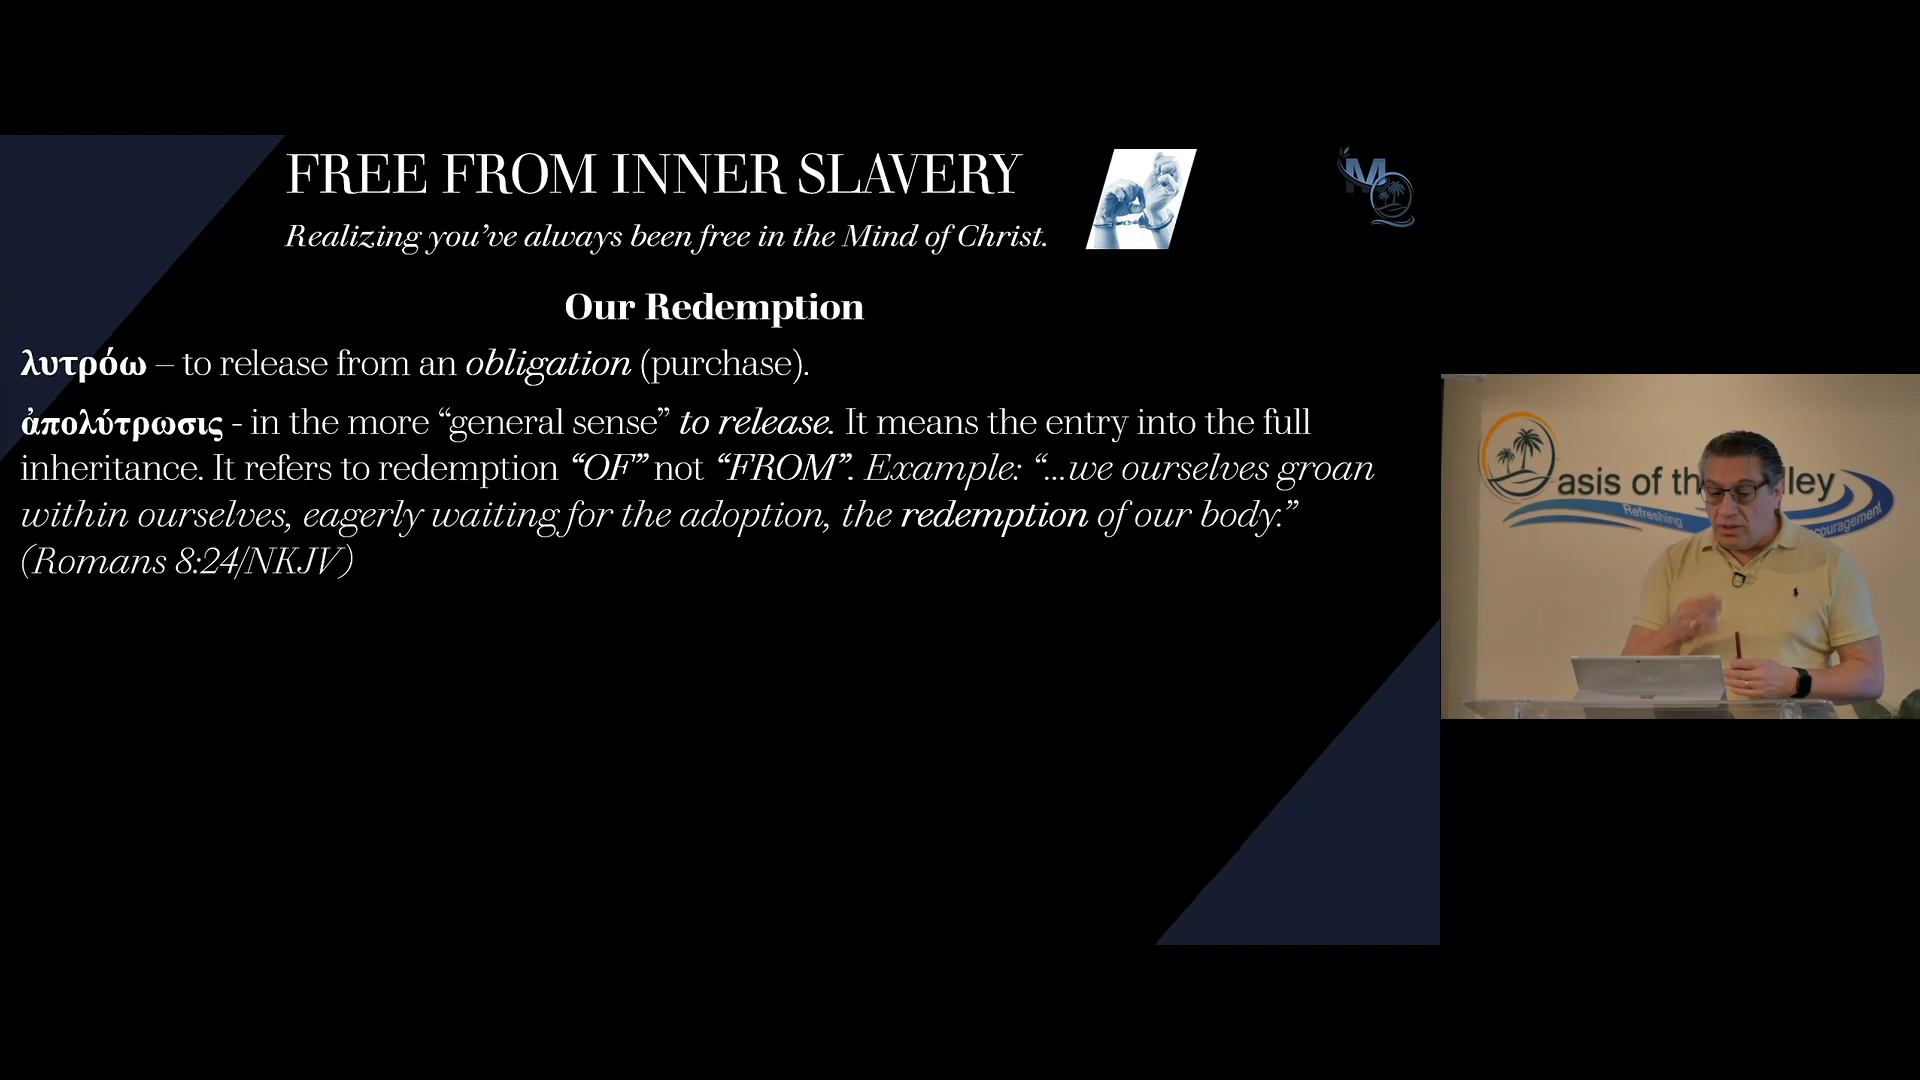 FREE FROM INNER SLAVERY
Realizing you’ve always been free in the Mind of Christ.
Our Redemption
λυτρόω – to release from an obligation (purchase).
ἀπολύτρωσις - in the more “general sense” to release. It means the entry into the full
inheritance. It refers to redemption “OF” not “FROM”. Example: “...we ourselves groan
within ourselves, eagerly waiting for the adoption, the redemption of our body.”
(Romans 8:24/NKJV)
M
asis of th lley
Refreshing
couragement